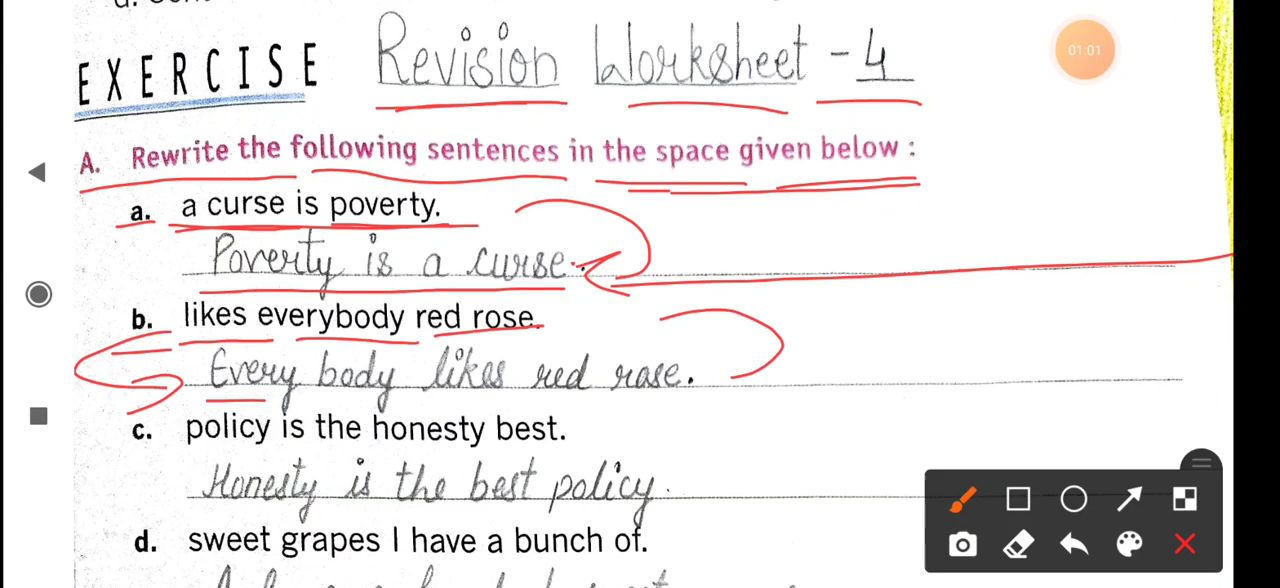 EXERCISE Revision Worksheet - 4
01:01
A. Rewrite the following sentences in the space given below :
a. a curse is poverty.
Poverty is a curse.
b. likes everybody red rose.
Every body likes red rose.
c. policy is the honesty best.
Honesty is the best policy.
d. sweet grapes I have a bunch of.